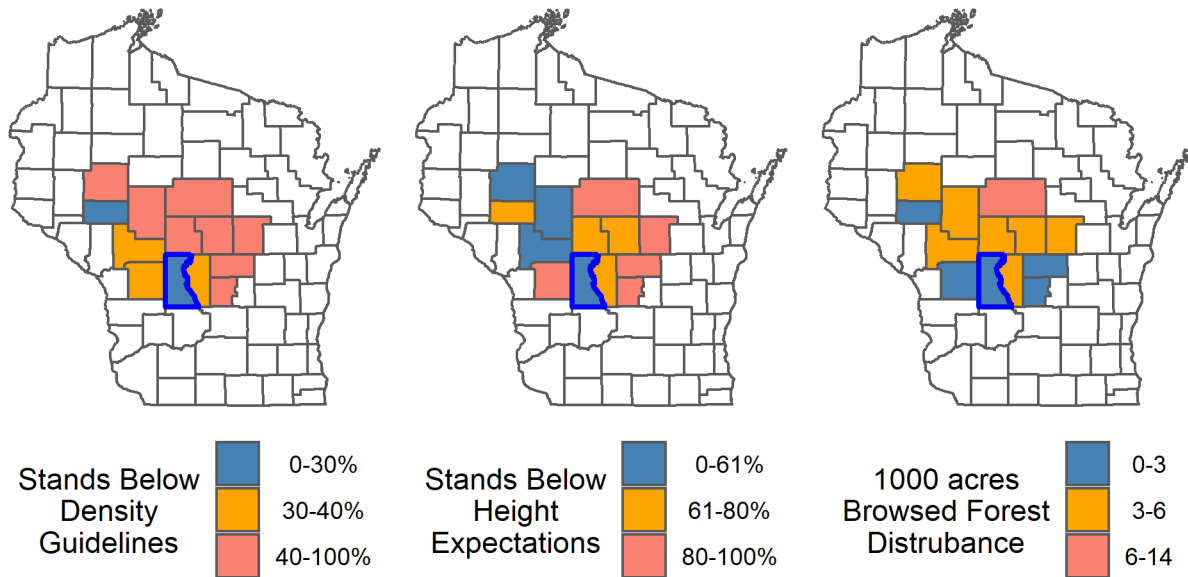 Stands Below
Density
Guidelines
0-30%
30-40%
40-100%
Stands Below
Height
Expectations
0-61%
61-80%
80-100%
1000 acres
Browsed Forest
Distrubance
0-3
3-6
6-14